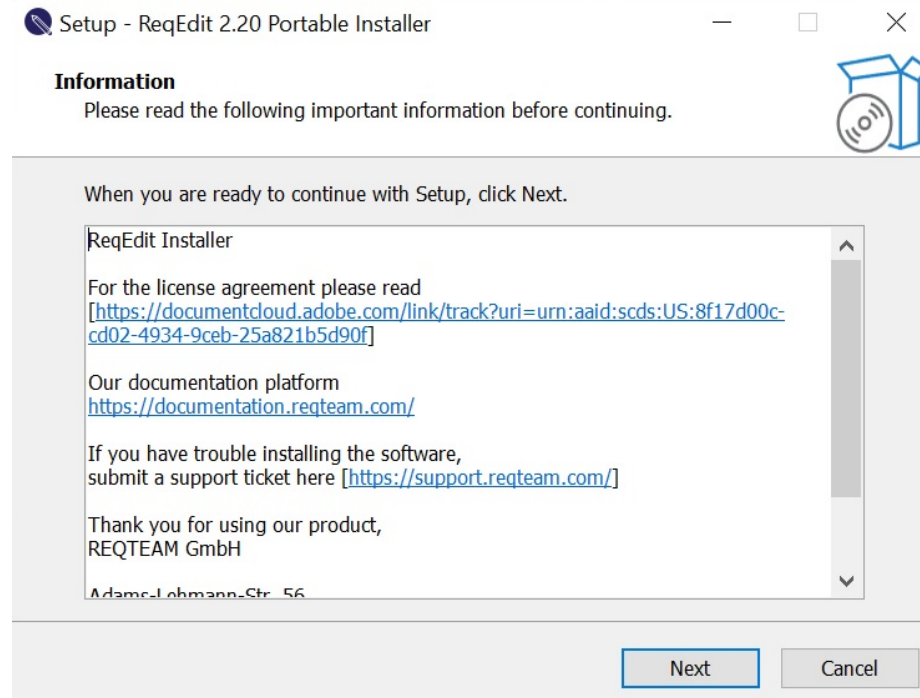 Setup - ReqEdit 2.20 Portable Installer
Information
Please read the following important information before continuing.
When you are ready to continue with Setup, click Next.
ReqEdit Installer
For the license agreement please read
[https://documentcloud.adobe.com/link/track?uri=urn:aaid:scds:US:8f17d00c-
cd02-4934-9ceb-25a821b5d90f]
Our documentation platform
https://documentation.reqteam.com/
If you have trouble installing the software,
submit a support ticket here [https://support.reqteam.com/]
Thank you for using our product,
REQTEAM GmbH
Adams-Lehmann-Str. 56
Next
Cancel